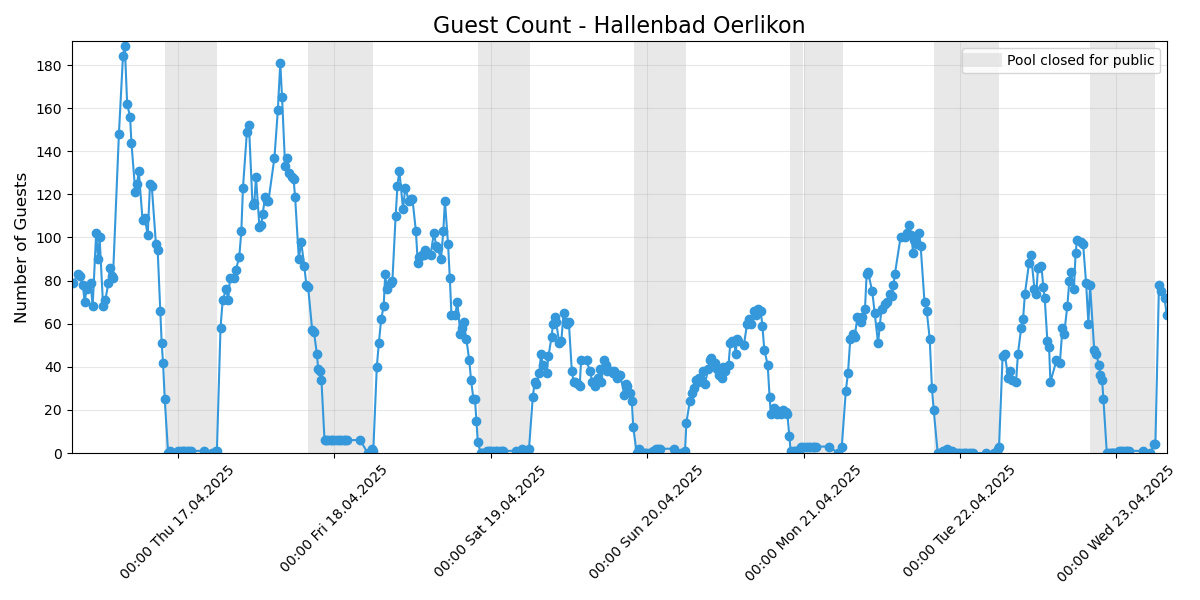 Guest Count - Hallenbad Oerlikon
Pool closed for public
Number of Guests
180
160
140
120
100
80
60
40
20
0
00:00 Thu 17.04.2025
00:00 Fri 18.04.2025
00:00 Sat 19.04.2025
00:00 Sun 20.04.2025
00:00 Mon 21.04.2025
00:00 Tue 22.04.2025
00:00 Wed 23.04.2025